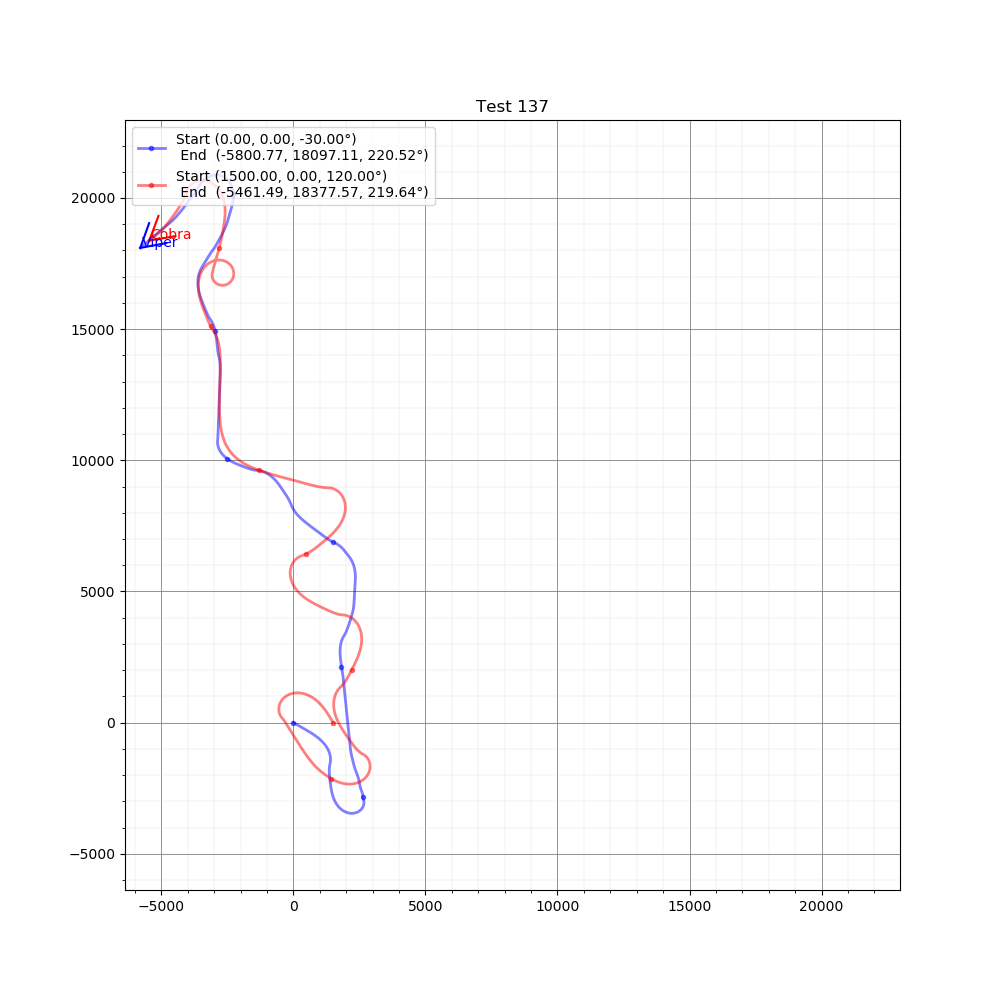 Test 137
Start (0.00, 0.00, -30.00°)
End (-5800.77, 18097.11, 220.52°)
Start (1500.00, 0.00, 120.00°)
End (-5461.49, 18377.57, 219.64°)
20000
15000
10000
5000
0
−5000
−5000 0 5000 10000 15000 20000